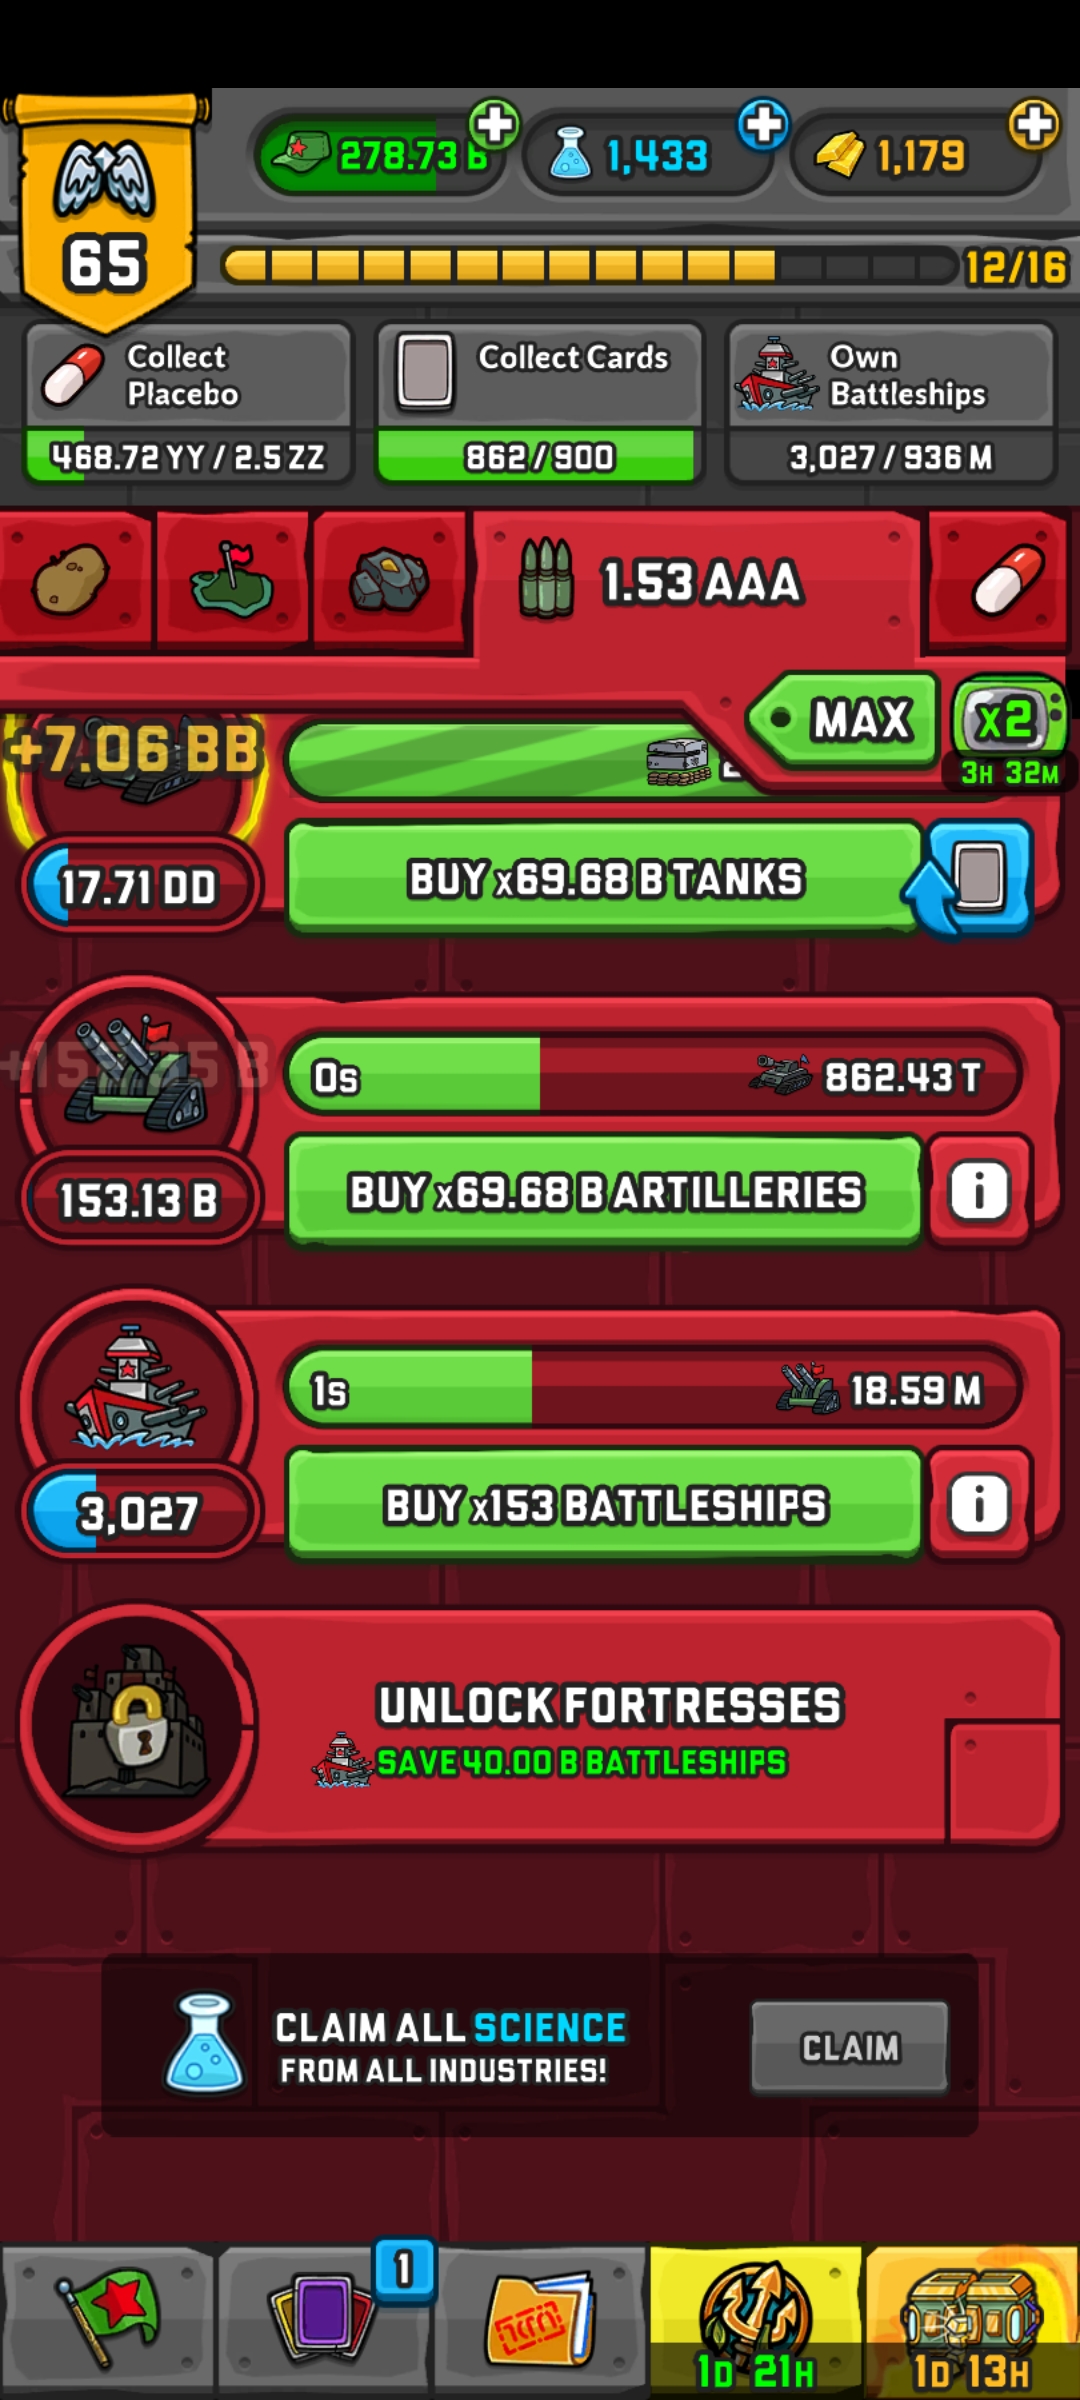 278.73 B
1,433
1,179
65
12/16
Collect
Placebo
468.72 YY / 2.5 ZZ
Collect Cards
862/900
Own
Battleships
3,027 / 936 M
1.53 AAA
MAX
x2
3H 32M
+7.06 BB
17.71 DD
BUY x69.68 B TANKS
0s
862.43 T
153.13 B
BUY x69.68 B ARTILLERIES
i
1s
18.59 M
3,027
BUY x153 BATTLESHIPS
i
UNLOCK FORTRESSES
SAVE 40.00 B BATTLESHIPS
CLAIM ALL SCIENCE
FROM ALL INDUSTRIES!
CLAIM
1
1D 21H
1D 13H